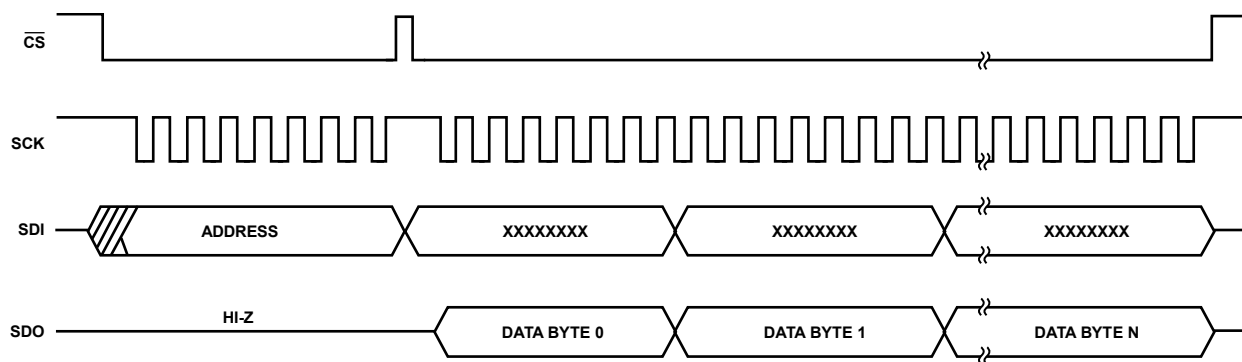 CS
SCK
SDI ADDRESS XXXXXXXX XXXXXXXX XXXXXXXX
SDO HI-Z DATA BYTE 0 DATA BYTE 1 DATA BYTE N